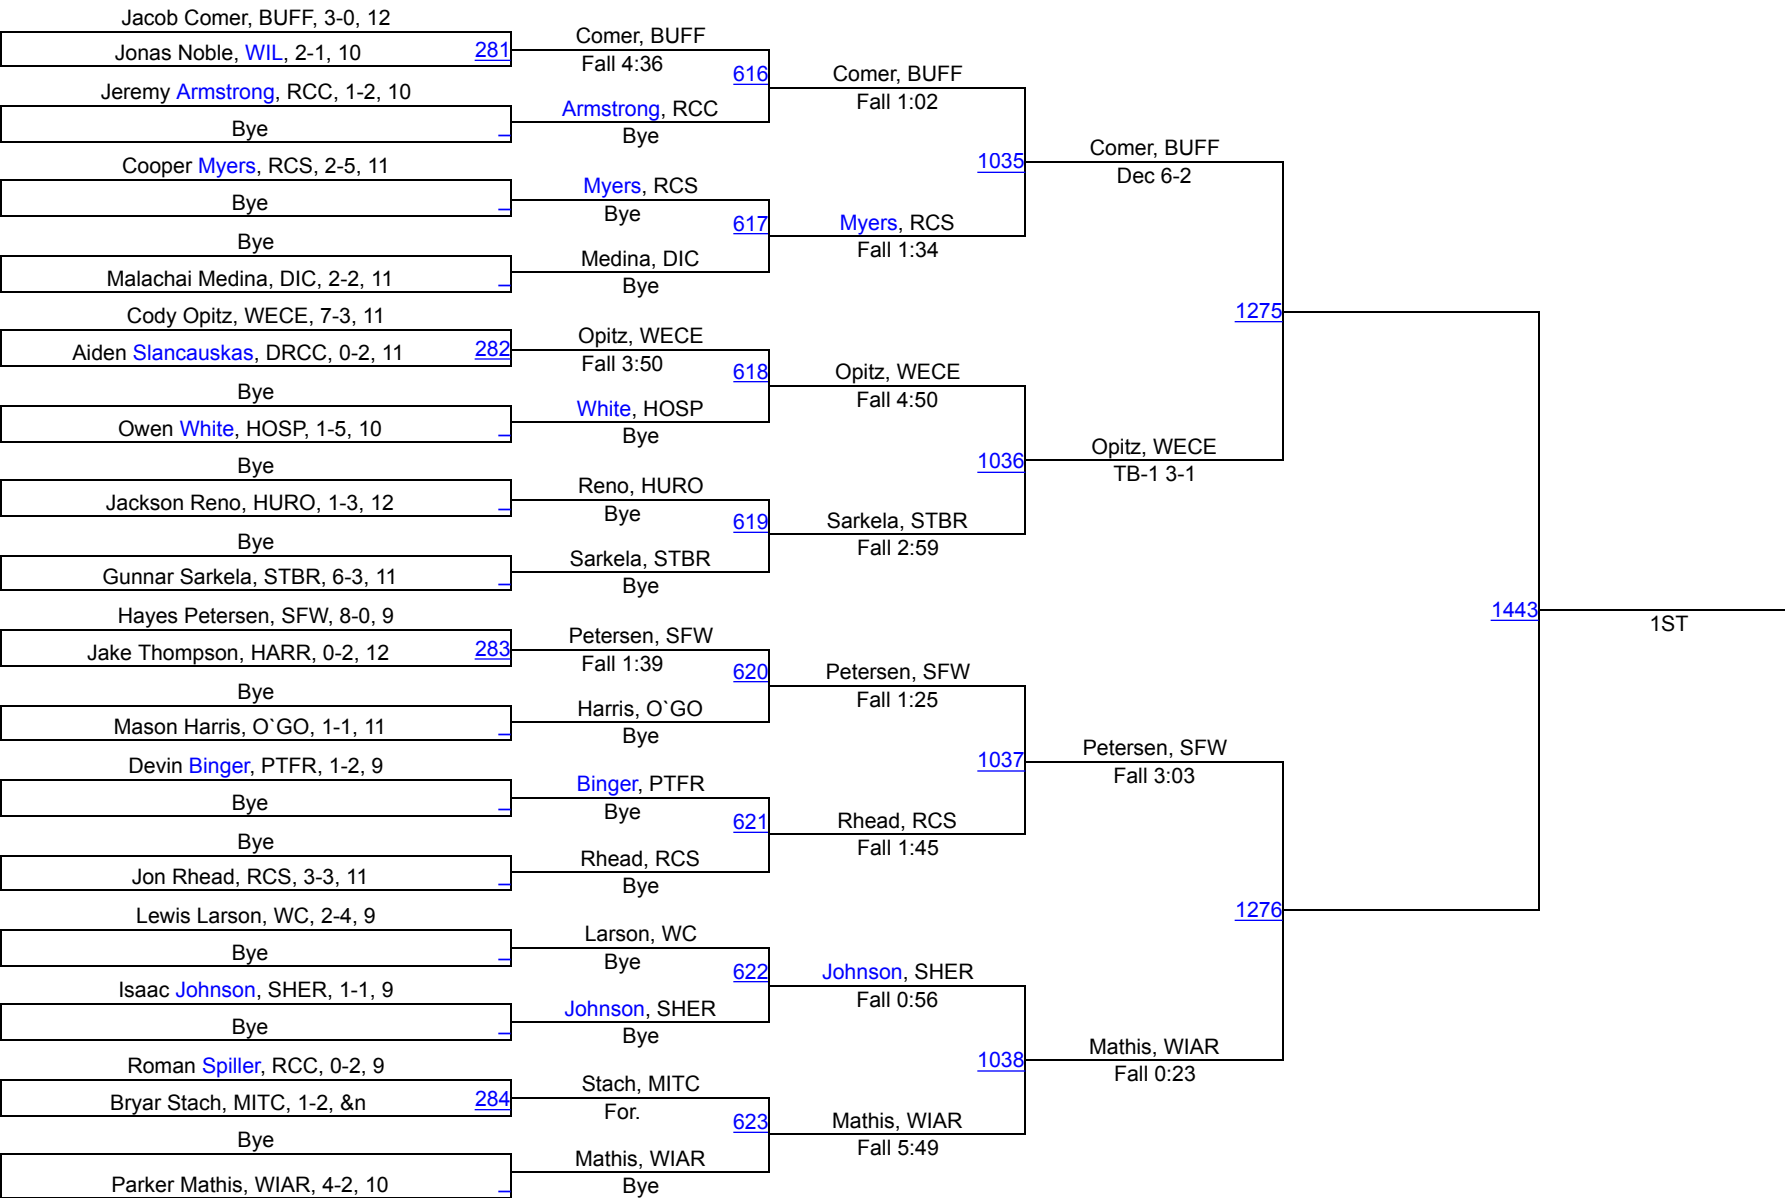 Jacob Comer, BUFF, 3-0, 12
Jonas Noble, WIL, 2-1, 10
281
Jeremy Armstrong, RCC, 1-2, 10
Bye
Cooper Myers, RCS, 2-5, 11
Bye
Bye
Malachai Medina, DIC, 2-2, 11
Cody Opitz, WECE, 7-3, 11
Aiden Slancauskas, DRCC, 0-2, 11
282
Bye
Owen White, HOSP, 1-5, 10
Bye
Jackson Reno, HURO, 1-3, 12
Bye
Gunnar Sarkela, STBR, 6-3, 11
Hayes Petersen, SFW, 8-0, 9
Jake Thompson, HARR, 0-2, 12
283
Bye
Mason Harris, O`GO, 1-1, 11
Devin Binger, PTFR, 1-2, 9
Bye
Bye
Jon Rhead, RCS, 3-3, 11
Lewis Larson, WC, 2-4, 9
Bye
Isaac Johnson, SHER, 1-1, 9
Bye
Roman Spiller, RCC, 0-2, 9
Bryar Stach, MITC, 1-2, &n
284
Bye
Parker Mathis, WIAR, 4-2, 10
Comer, BUFF
Fall 4:36
616
Armstrong, RCC
Bye
Myers, RCS
Bye
617
Medina, DIC
Bye
Opitz, WECE
Fall 3:50
618
White, HOSP
Bye
Reno, HURO
Bye
619
Sarkela, STBR
Bye
Petersen, SFW
Fall 1:39
620
Harris, O`GO
Bye
Binger, PTFR
Bye
621
Rhead, RCS
Bye
Larson, WC
Bye
622
Johnson, SHER
Bye
Stach, MITC
For.
623
Mathis, WIAR
Bye
Comer, BUFF
Fall 1:02
1035
Myers, RCS
Fall 1:34
Opitz, WECE
Fall 4:50
1036
Sarkela, STBR
Fall 2:59
Petersen, SFW
Fall 1:25
1037
Rhead, RCS
Fall 1:45
Johnson, SHER
Fall 0:56
1038
Mathis, WIAR
Fall 5:49
Comer, BUFF
Dec 6-2
1275
Opitz, WECE
TB-1 3-1
Petersen, SFW
Fall 3:03
1276
Mathis, WIAR
Fall 0:23
1443
1ST